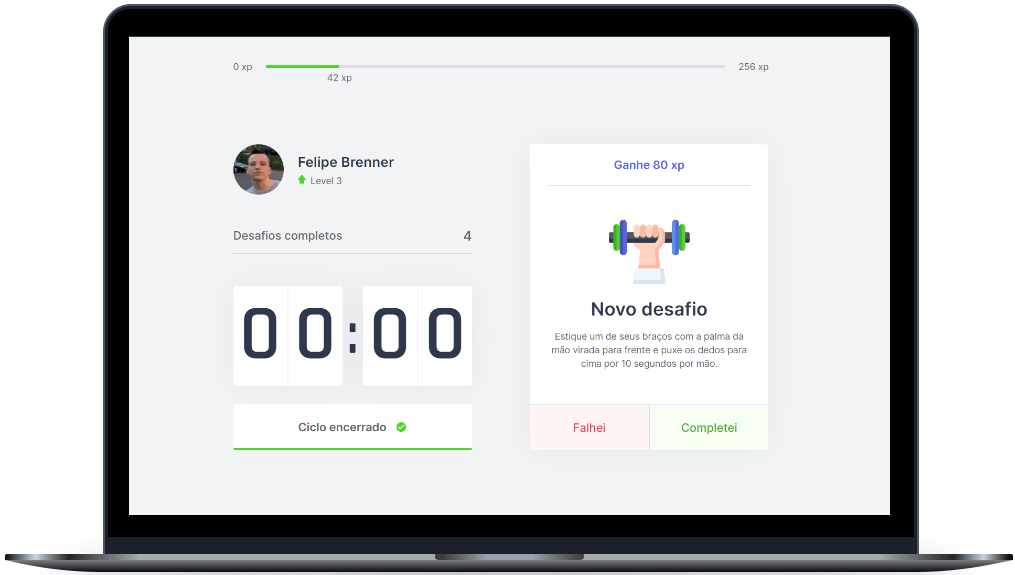 0 xp
256 xp
42 xp
Felipe Brenner
Level 3
Desafios completos
4
00:00
Ciclo encerrado
Ganhe 80 xp
Novo desafio
Estique um de seus braços com a palma da
mão virada para frente e puxe os dedos para
cima por 10 segundos por mão.
Falhei
Completei